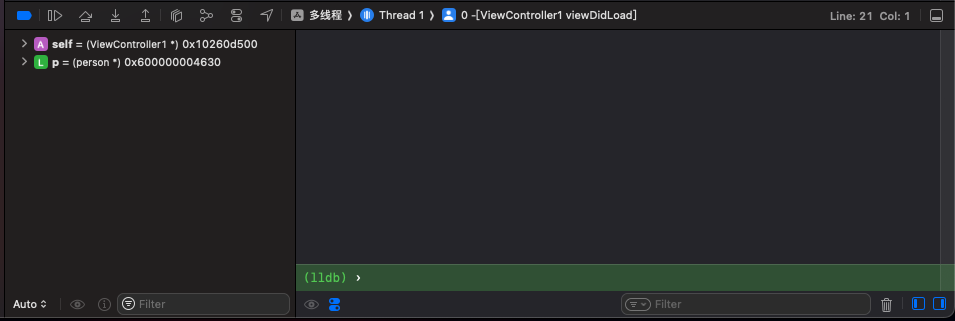 多线程 ⟩ Thread 1 ⟩ 0 -[ViewController1 viewDidLoad]
Line: 21 Col: 1
A self = (ViewController1 *) 0x10260d500
L p = (person *) 0x600000004630
(lldb) ›
Auto
Filter
Filter